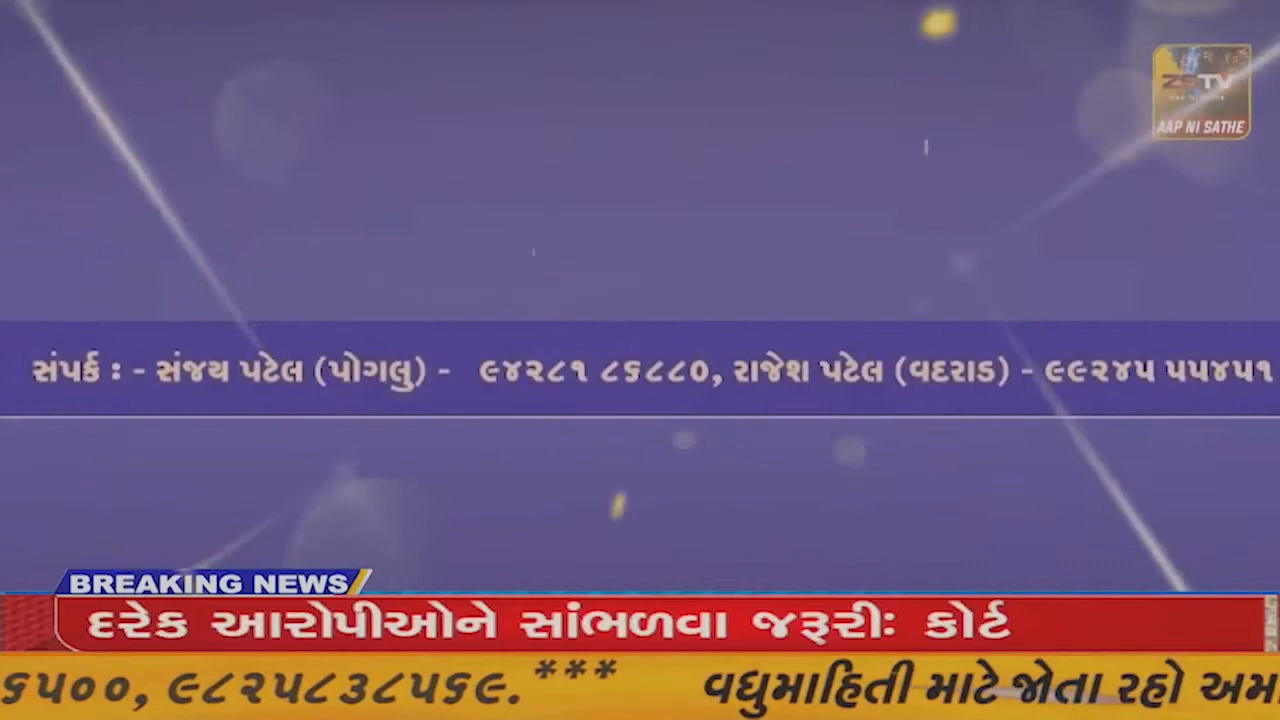 ZSTV
AAP NI SATHE
સંપર્ક : - સંજય પટેલ (પોગલુ) - ૯૪૨૮૧ ૮૬૮૮૦, રાજેશ પટેલ (વદરાડ) - ૯૯૨૪૫ ૫૫૪૫૧
BREAKING NEWS
દરેક આરોપીઓને સાંભળવા જરૂરીઃ કોર્ટ
૬૫૦૦, ૯૮૨૫૮૩૮૫૬૯.*** વધુમાહિતી માટે જોતા રહો અમા